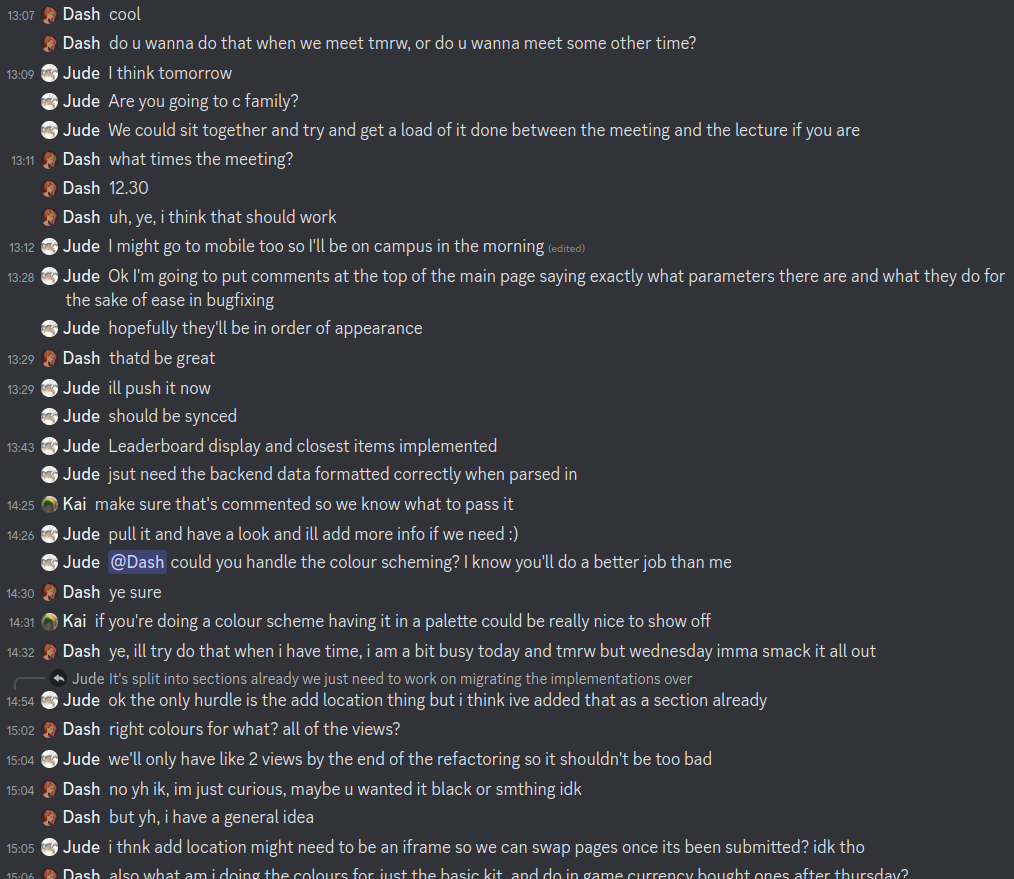 13:07 Dash cool
Dash do u wanna do that when we meet tmrw, or do u wanna meet some other time?
13:09 Jude I think tomorrow
Jude Are you going to c family?
Jude We could sit together and try and get a load of it done between the meeting and the lecture if you are
13:11 Dash what times the meeting?
Dash 12.30
Dash uh, ye, i think that should work
13:12 Jude I might go to mobile too so I'll be on campus in the morning (edited)
13:28 Jude Ok I'm going to put comments at the top of the main page saying exactly what parameters there are and what they do for
the sake of ease in bugfixing
Jude hopefully they'll be in order of appearance
13:29 Dash thatd be great
13:29 Jude ill push it now
Jude should be synced
13:43 Jude Leaderboard display and closest items implemented
Jude jsut need the backend data formatted correctly when parsed in
14:25 Kai make sure that's commented so we know what to pass it
14:26 Jude pull it and have a look and ill add more info if we need :)
Jude @Dash could you handle the colour scheming? I know you'll do a better job than me
14:30 Dash ye sure
14:31 Kai if you're doing a colour scheme having it in a palette could be really nice to show off
14:32 Dash ye, ill try do that when i have time, i am a bit busy today and tmrw but wednesday imma smack it all out
Jude It's split into sections already we just need to work on migrating the implementations over
14:54 Jude ok the only hurdle is the add location thing but i think ive added that as a section already
15:02 Dash right colours for what? all of the views?
15:04 Jude we'll only have like 2 views by the end of the refactoring so it shouldn't be too bad
15:04 Dash no yh ik, im just curious, maybe u wanted it black or smthing idk
Dash but yh, i have a general idea
15:05 Jude i thnk add location might need to be an iframe so we can swap pages once its been submitted? idk tho
15:06 Dash also what am i doing the colours for, just the basic kit, and do in game currency bought ones after thursday?